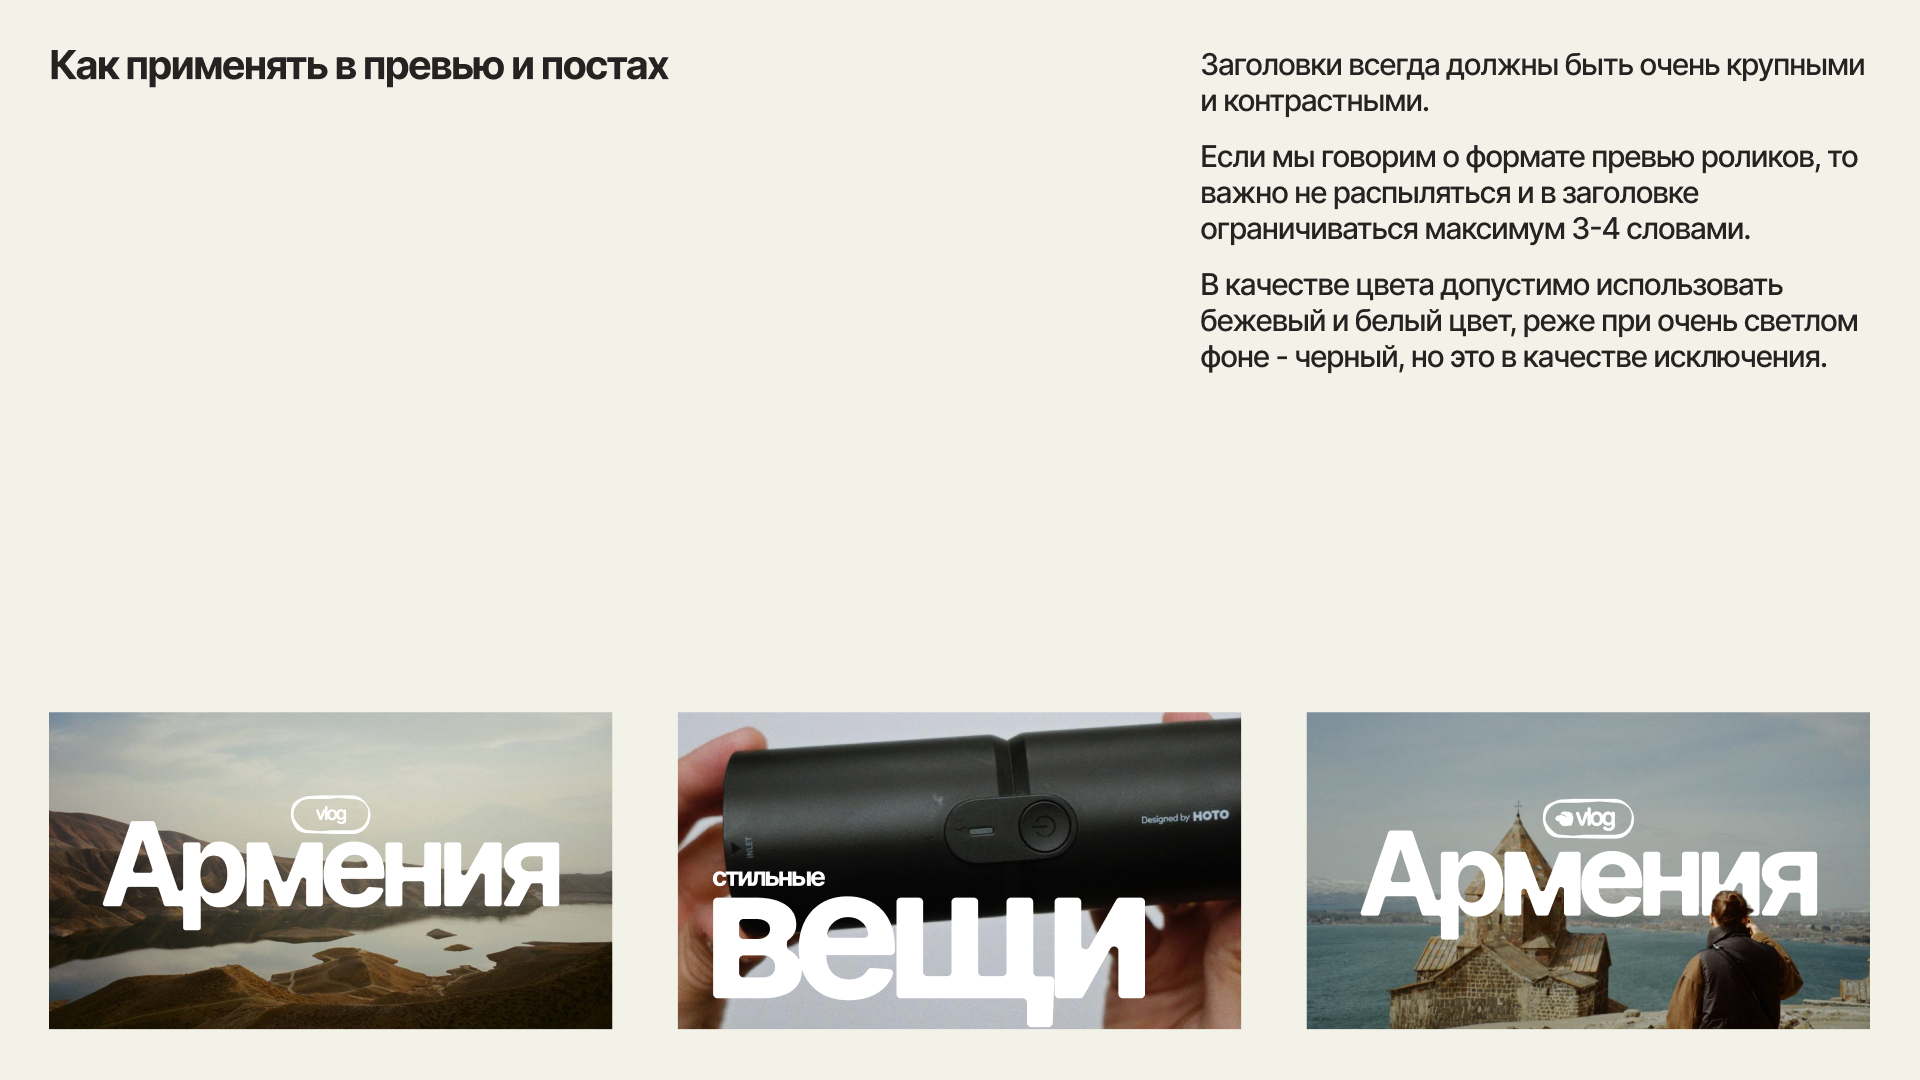 Как применять в превью и постах
Заголовки всегда должны быть очень крупными
и контрастными.
Если мы говорим о формате превью роликов, то
важно не распыляться и в заголовке
ограничиваться максимум 3-4 словами.
В качестве цвета допустимо использовать
бежевый и белый цвет, реже при очень светлом
фоне - черный, но это в качестве исключения.
vlog
Армения
Designed by HOTO
INLET
стильные
вещи
vlog
Армения